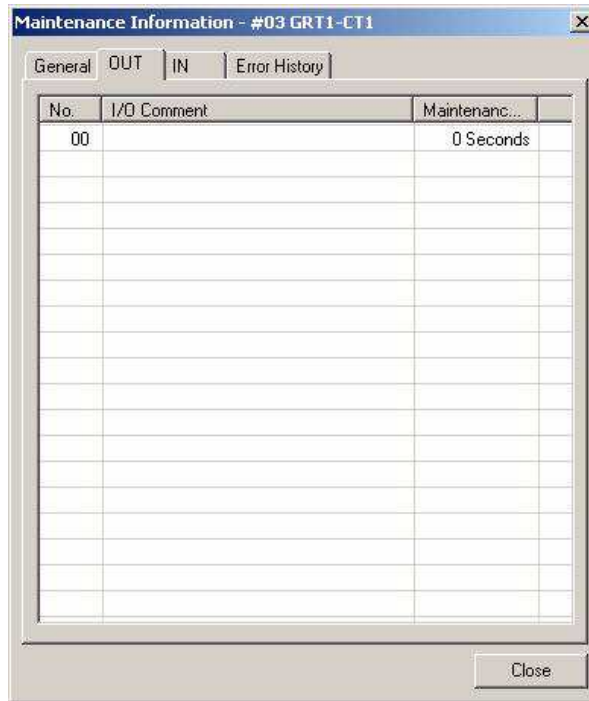 Maintenance Information - #03 GRT1-CT1
General OUT IN Error History
No. I/O Comment Maintenanc...
00 0 Seconds
Close